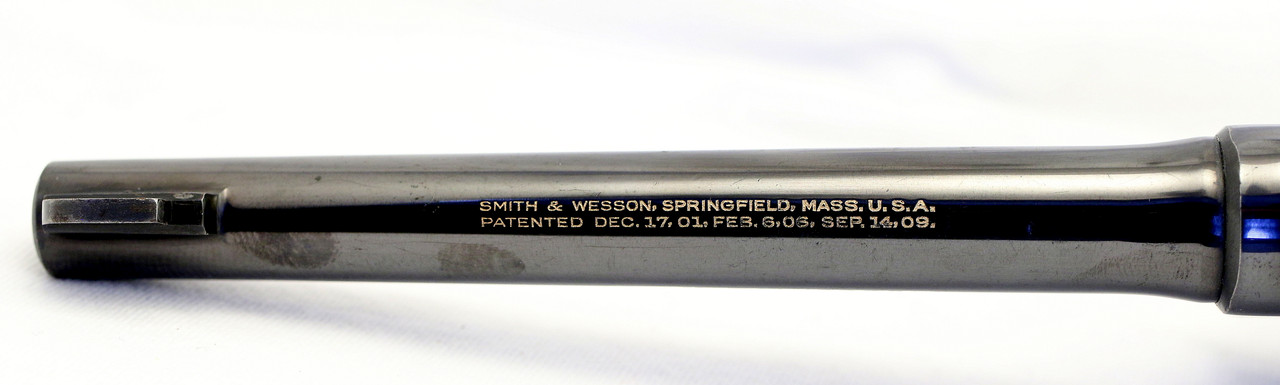 SMITH & WESSON, SPRINGFIELD, MASS. U. S. A.
PATENTED DEC. 17, 01, FEB. 6, 06, SEP. 14, 09.